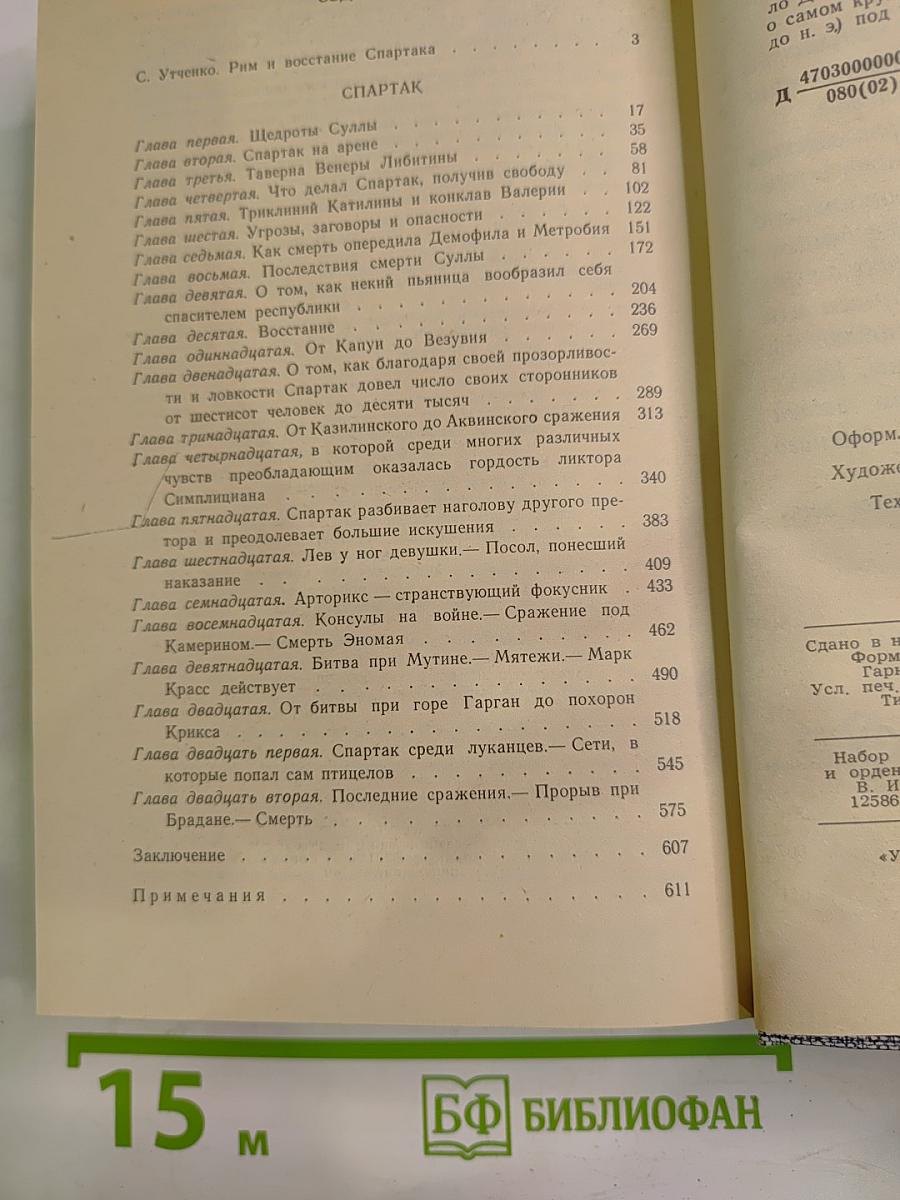 С. Утченко. Рим и восстание Спартака . . . . . . . . 3
СПАРТАК
Глава первая. Щедроты Суллы . . . . . . . . . . 17
Глава вторая. Спартак на арене . . . . . . . . . . 35
Глава третья. Таверна Венеры Либитины . . . . . . . 58
Глава четвертая. Что делал Спартак, получив свободу . . 81
Глава пятая. Триклиний Катилины и конклав Валерии . . 102
Глава шестая. Угрозы, заговоры и опасности . . . . . . 122
Глава седьмая. Как смерть опередила Демофила и Метробия 151
Глава восьмая. Последствия смерти Суллы . . . . . . 172
Глава девятая. О том, как некий пьяница вообразил себя
спасителем республики . . . . . . . . . . . . 204
Глава десятая. Восстание . . . . . . . . . . . . 236
Глава одиннадцатая. От Капуи до Везувия . . . . . . 269
Глава двенадцатая. О том, как благодаря своей прозорливос-
ти и ловкости Спартак довел число своих сторонников
от шестисот человек до десяти тысяч . . . . . . . 289
Глава тринадцатая. От Казилинского до Аквинского сражения 313
Глава четырнадцатая, в которой среди многих различных
чувств преобладающим оказалась гордость ликтора
Симплициана . . . . . . . . . . . . . . . 340
Глава пятнадцатая. Спартак разбивает наголову другого пре-
тора и преодолевает большие искушения . . . . . . 383
Глава шестнадцатая. Лев у ног девушки.— Посол, понесший
наказание . . . . . . . . . . . . . . . . 409
Глава семнадцатая. Арторикс — странствующий фокусник . 433
Глава восемнадцатая. Консулы на войне.— Сражение под
Камерином.— Смерть Эномая . . . . . . . . . 462
Глава девятнадцатая. Битва при Мутине.— Мятежи.— Марк
Красс действует . . . . . . . . . . . . . . 490
Глава двадцатая. От битвы при горе Гарган до похорон
Крикса . . . . . . . . . . . . . . . . . 518
Глава двадцать первая. Спартак среди луканцев.— Сети, в
которые попал сам птицелов . . . . . . . . . . 545
Глава двадцать вторая. Последние сражения.— Прорыв при
Брадане.— Смерть . . . . . . . . . . . . . 575
Заключение . . . . . . . . . . . . . . . . . 607
Примечания . . . . . . . . . . . . . . . . 611
о самом
до н. э.) под
Д 4703000000
080(02)
Оформ.
Худож
Тех
Сдано в н
Форм
Гар
Усл. печ.
Ти
Набор
и орден
В. И
12586
«У
15 м
БФ БИБЛИОФАН